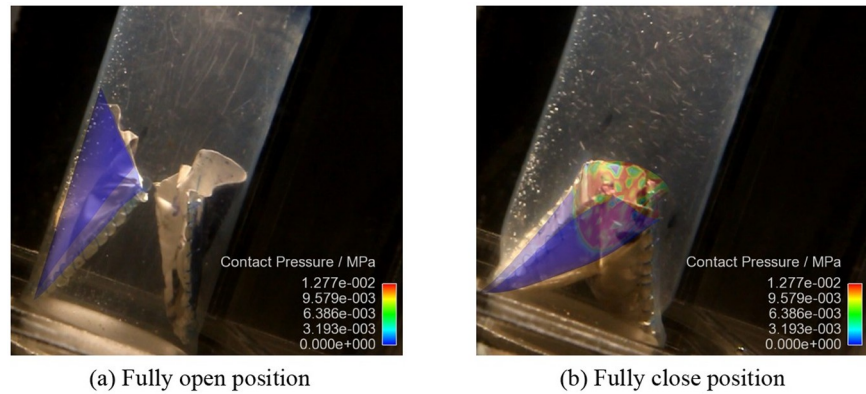 Contact Pressure / MPa
1.277e-002
9.579e-003
6.386e-003
3.193e-003
0.000e+000
Contact Pressure / MPa
1.277e-002
9.579e-003
6.386e-003
3.193e-003
0.000e+000
(a) Fully open position
(b) Fully close position